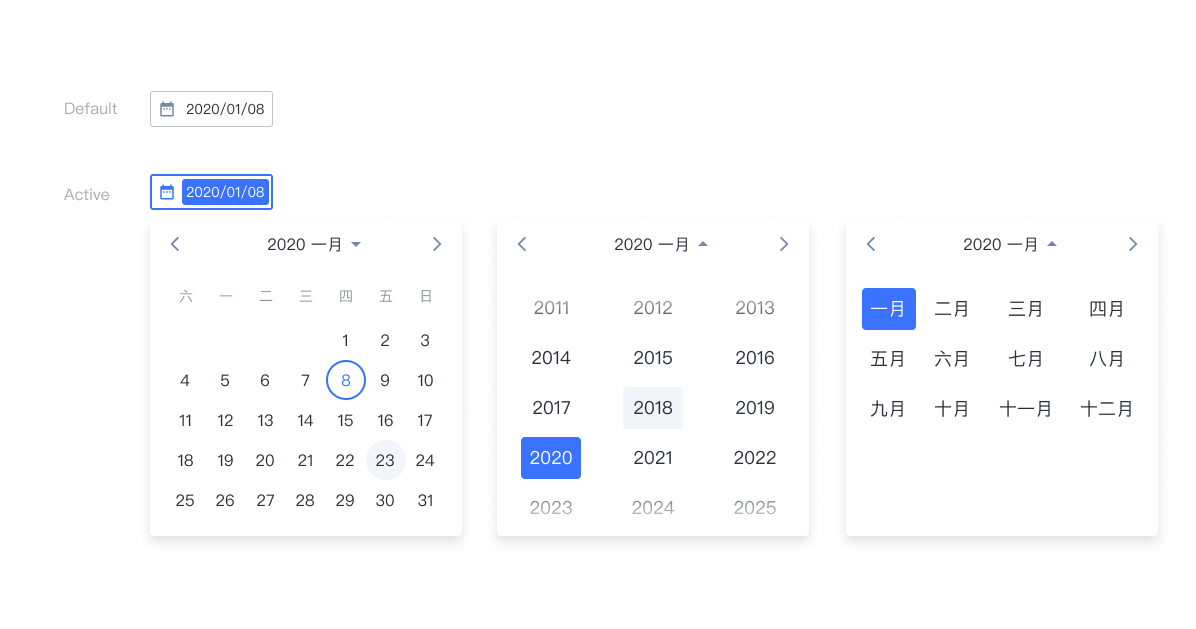 Default
2020/01/08
Active
2020/01/08
2020 一月
六 一 二 三 四 五 日
1 2 3
4 5 6 7 8 9 10
11 12 13 14 15 16 17
18 19 20 21 22 23 24
25 26 27 28 29 30 31
2020 一月
2011 2012 2013
2014 2015 2016
2017 2018 2019
2020 2021 2022
2023 2024 2025
2020 一月
一月 二月 三月 四月
五月 六月 七月 八月
九月 十月 十一月 十二月